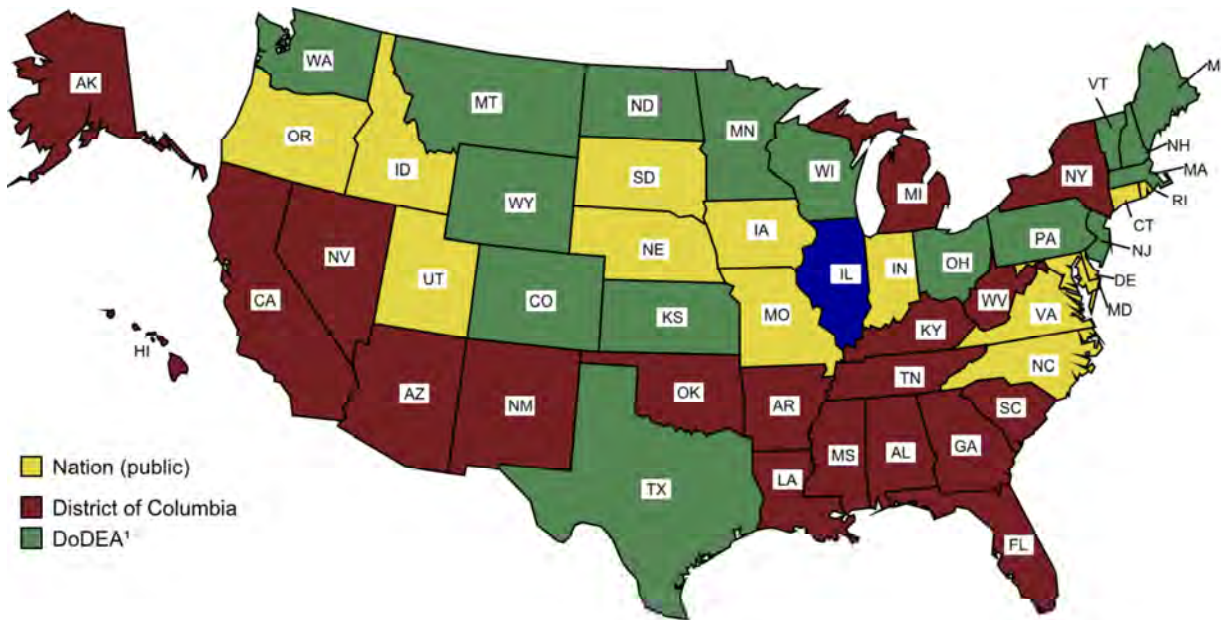 AK
WA
MT
ND
MN
VT
M
OR
ID
SD
WI
MI
NY
NH
MA
RI
CT
WY
IA
PA
NJ
NV
UT
NE
IL
IN
OH
DE
MD
CA
CO
KS
MO
WV
VA
KY
HI
AZ
NM
OK
AR
TN
NC
SC
MS
AL
GA
LA
TX
FL
Nation (public)
District of Columbia
DoDEA¹